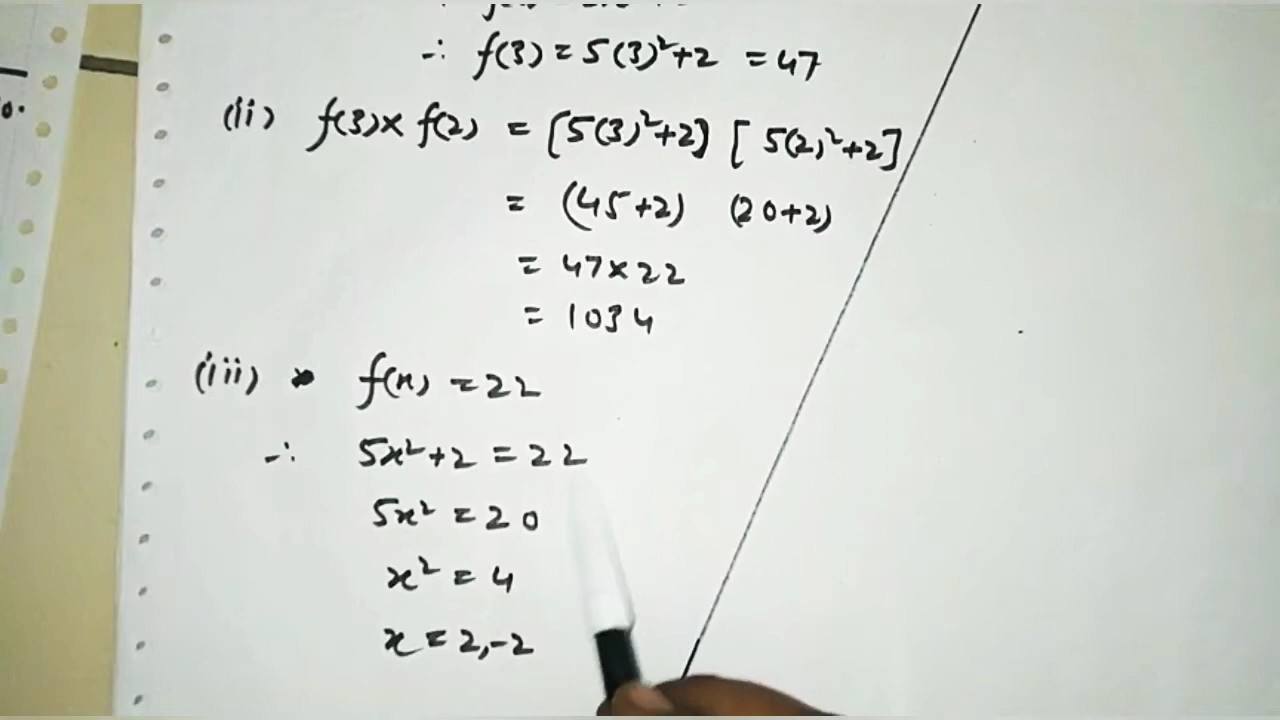 ∴ f(3) = 5(3)²+2 = 47
(ii) f(3)× f(2) = [5(3)²+2] [5(2)²+2]
= (45+2) (20+2)
= 47×22
= 1034
(iii) f(x) = 22
∴ 5x²+2 = 22
5x² = 20
x² = 4
x = 2,-2